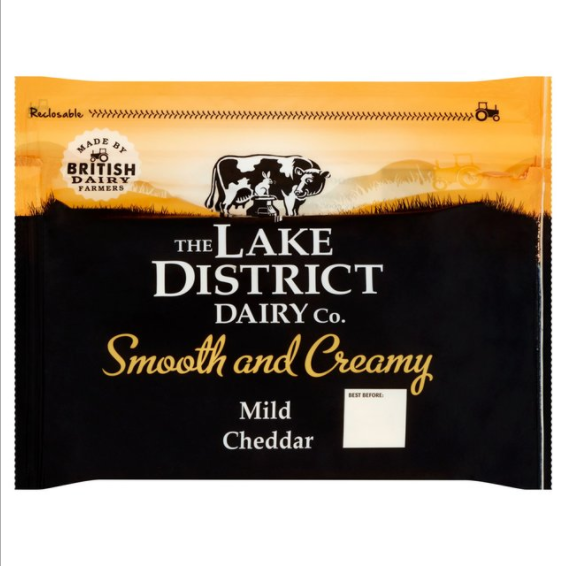 Reclosable
MADE BY
BRITISH
DAIRY
FARMERS
THE LAKE
DISTRICT
DAIRY Co.
Smooth and Creamy
Mild
Cheddar
BEST BEFORE: